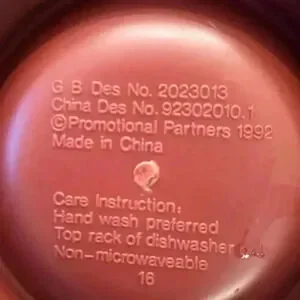 G B Des No. 2023013
China Des No. 92302010.1
©Promotional Partners 1992
Made in China
Care Instruction:
Hand wash preferred
Top rack of dishwasher
Non-microwaveable
16